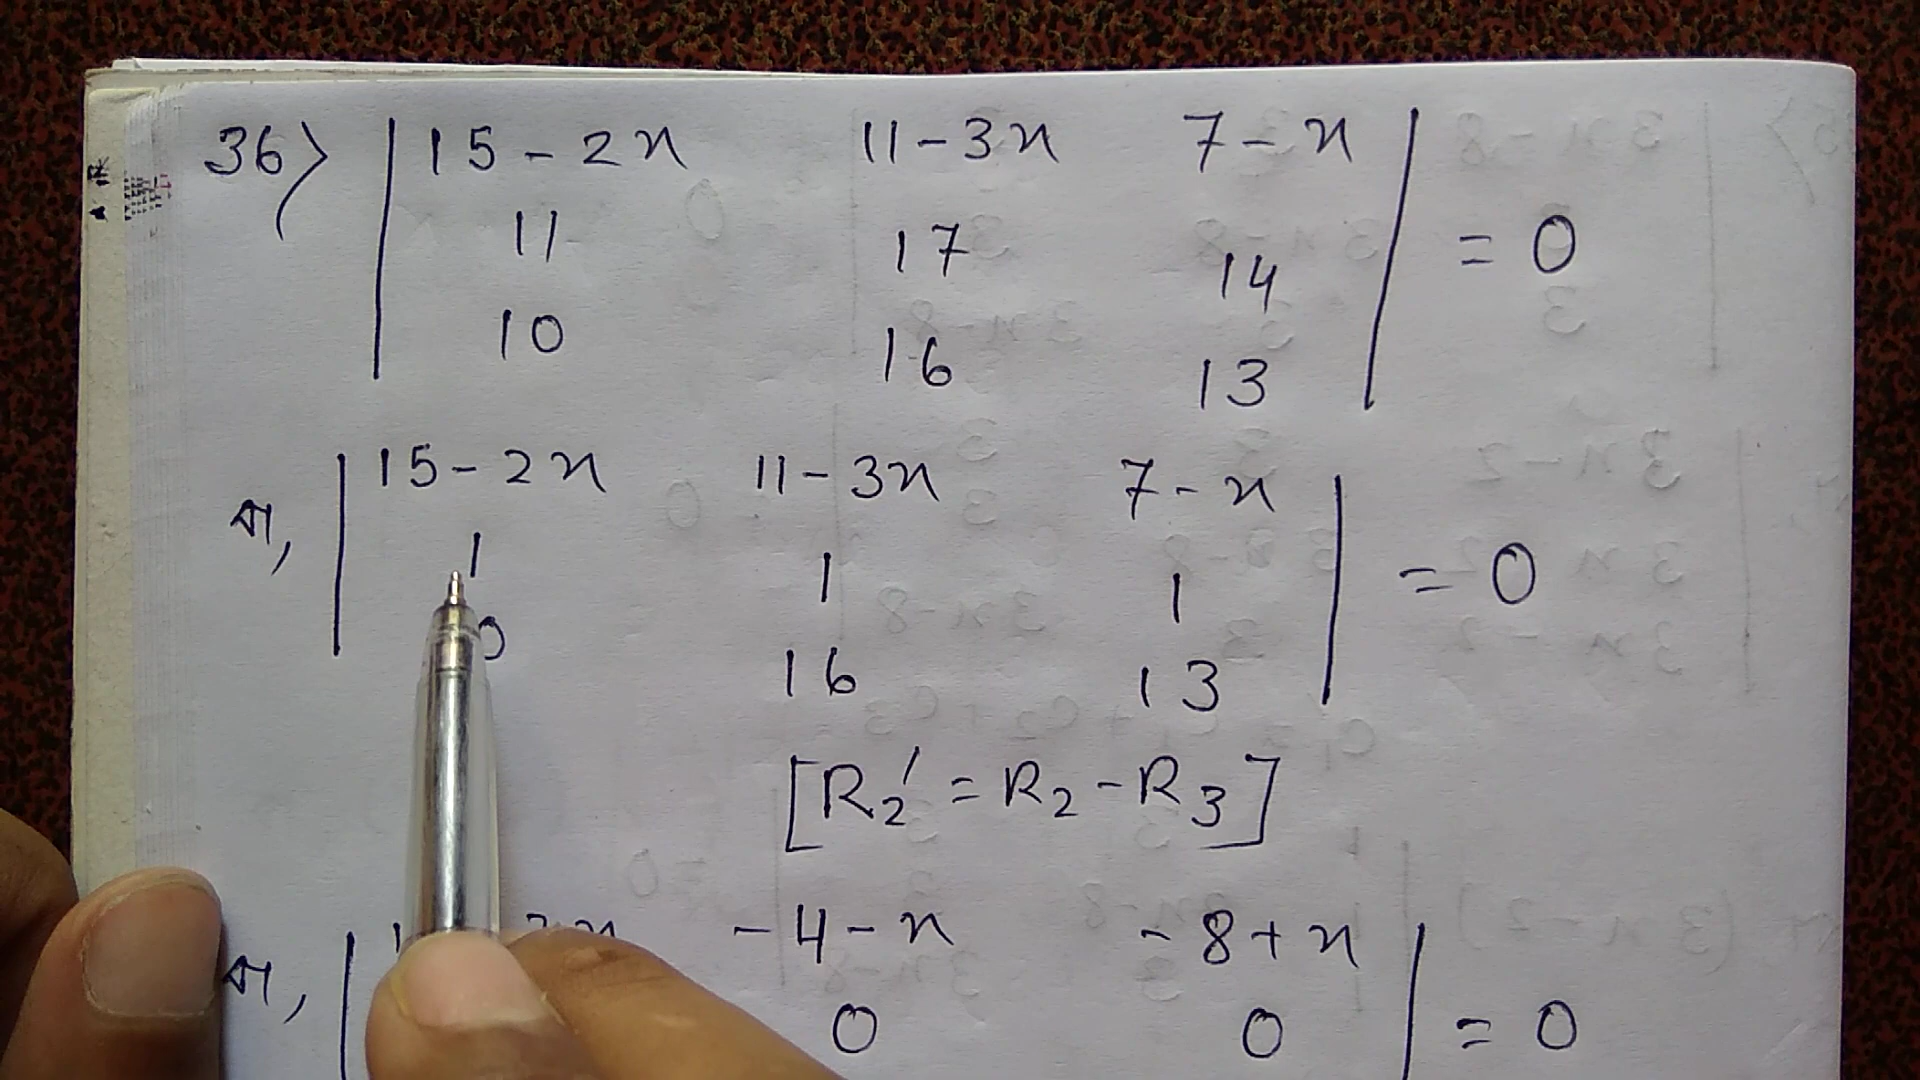 36> | 15 - 2x 11 - 3x 7 - x |
11 17 14 = 0
10 16 13
বা, | 15 - 2x 11 - 3x 7 - x |
1 1 1 = 0
16 13
[R₂′ = R₂ - R₃]
বা, | - 4 - x - 8 + x |
0 0 = 0